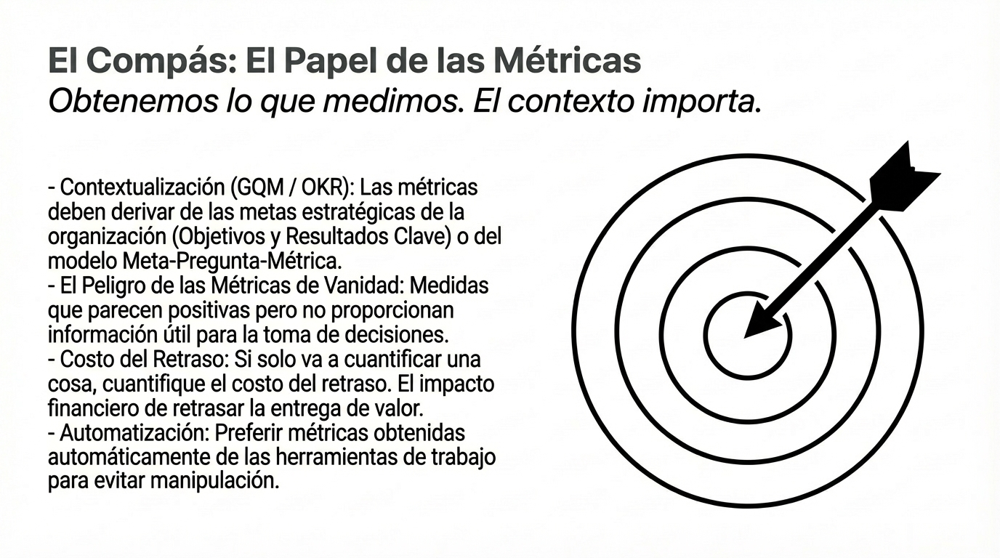 El Compás: El Papel de las Métricas
Obtenemos lo que medimos. El contexto importa.
- Contextualización (GQM / OKR): Las métricas
deben derivar de las metas estratégicas de la
organización (Objetivos y Resultados Clave) o del
modelo Meta-Pregunta-Métrica.
- El Peligro de las Métricas de Vanidad: Medidas
que parecen positivas pero no proporcionan
información útil para la toma de decisiones.
- Costo del Retraso: Si solo va a cuantificar una
cosa, cuantifique el costo del retraso. El impacto
financiero de retrasar la entrega de valor.
- Automatización: Preferir métricas obtenidas
automáticamente de las herramientas de trabajo
para evitar manipulación.